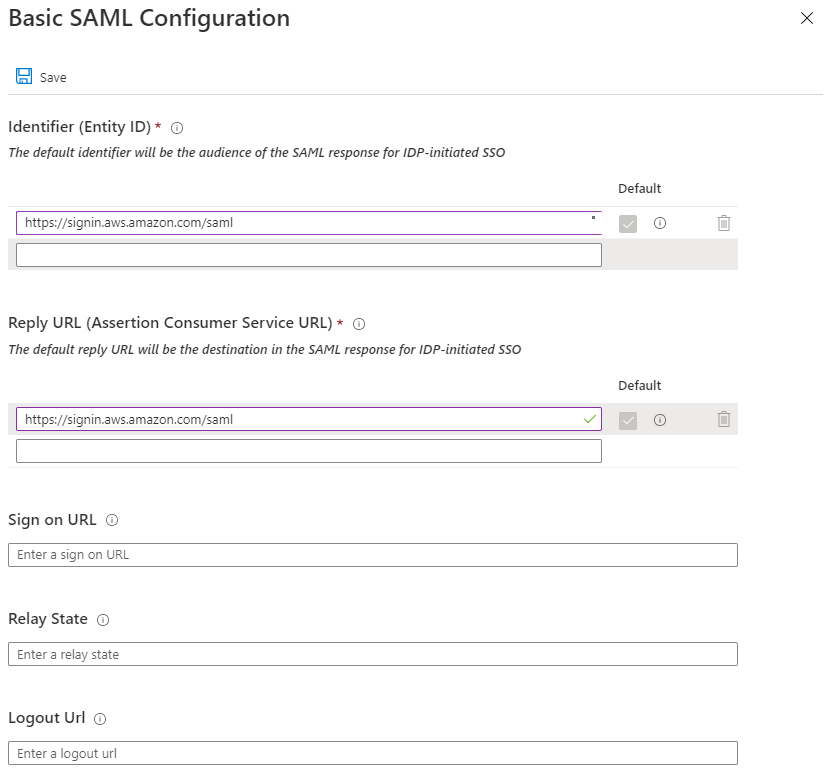 Basic SAML Configuration
Save
Identifier (Entity ID) *
The default identifier will be the audience of the SAML response for IDP-initiated SSO
Default
https://signin.aws.amazon.com/saml
Reply URL (Assertion Consumer Service URL) *
The default reply URL will be the destination in the SAML response for IDP-initiated SSO
Default
https://signin.aws.amazon.com/saml
Sign on URL
Enter a sign on URL
Relay State
Enter a relay state
Logout Url
Enter a logout url